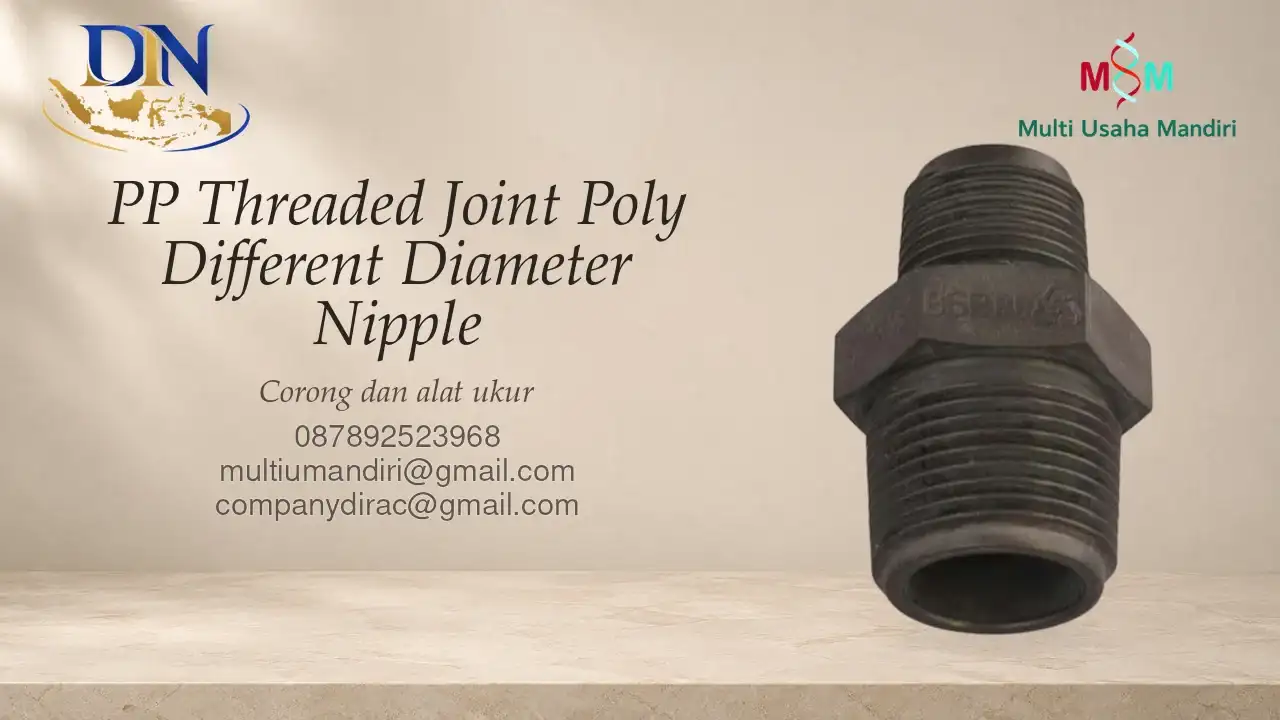 DN
M M
Multi Usaha Mandiri
PP Threaded Joint Poly
Different Diameter
Nipple
Corong dan alat ukur
087892523968
multiumandiri@gmail.com
companydirac@gmail.com